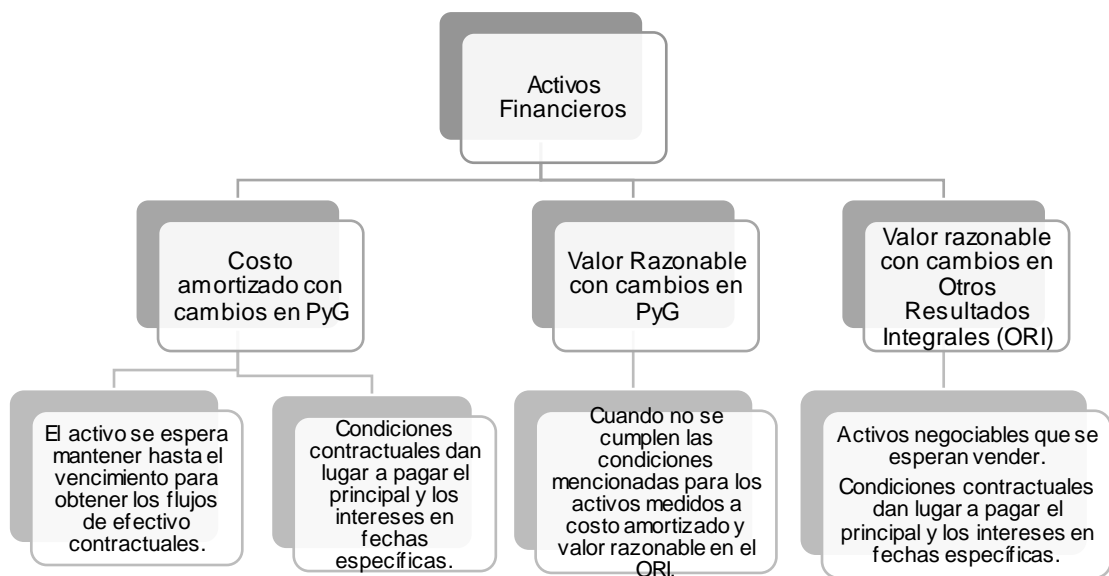 Activos
Financieros
Costo
amortizado con
cambios en PyG
Valor Razonable
con cambios en
PyG
Valor razonable
con cambios en
Otros
Resultados
Integrales (ORI)
El activo se espera
mantener hasta el
vencimiento para
obtener los flujos
de efectivo
contractuales.
Condiciones
contractuales dan
lugar a pagar el
principal y los
intereses en
fechas
específicas.
Cuando no se
cumplen las
condiciones
mencionadas para los
activos medidos a
costo amortizado y
valor razonable en el
ORI.
Activos negociables que se
esperan vender.
Condiciones contractuales
dan lugar a pagar el
principal y los intereses en
fechas específicas.